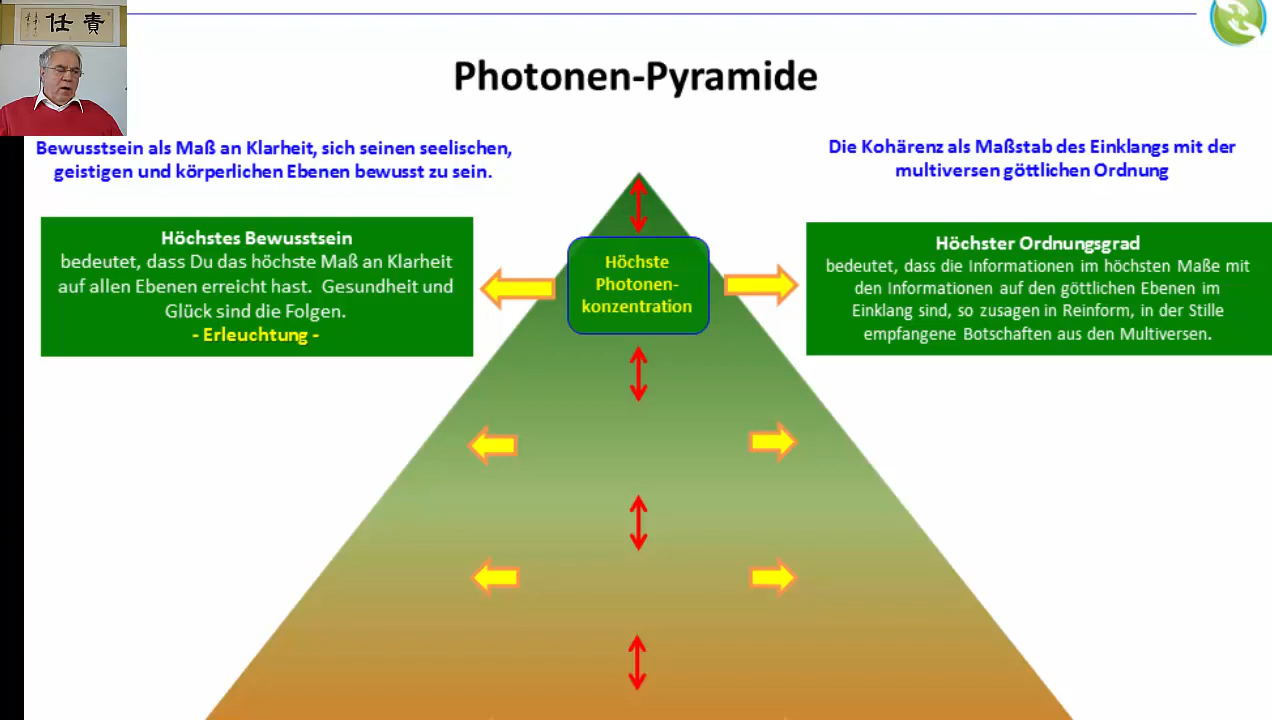 責任
Photonen-Pyramide
Bewusstsein als Maß an Klarheit, sich seinen seelischen,
geistigen und körperlichen Ebenen bewusst zu sein.
Die Kohärenz als Maßstab des Einklangs mit der
multiversen göttlichen Ordnung
Höchstes Bewusstsein
bedeutet, dass Du das höchste Maß an Klarheit
auf allen Ebenen erreicht hast. Gesundheit und
Glück sind die Folgen.
- Erleuchtung -
Höchste
Photonen-
konzentration
Höchster Ordnungsgrad
bedeutet, dass die Informationen im höchsten Maße mit
den Informationen auf den göttlichen Ebenen im
Einklang sind, so zusagen in Reinform, in der Stille
empfangene Botschaften aus den Multiversen.